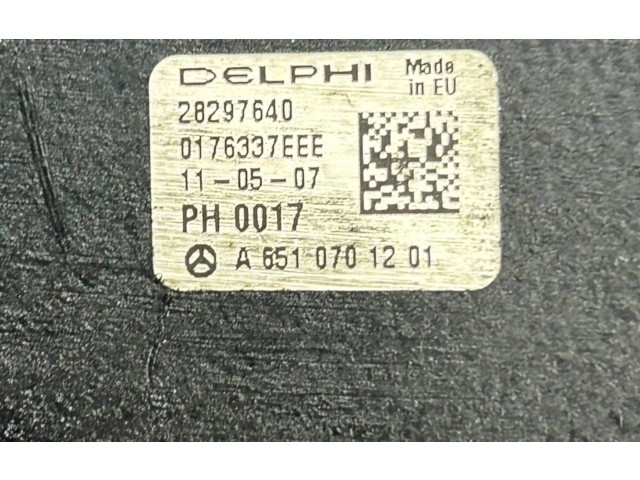 DELPHI
Made
in EU
28297640
0176337EEE
11-05-07
PH 0017
A 651 070 12 01